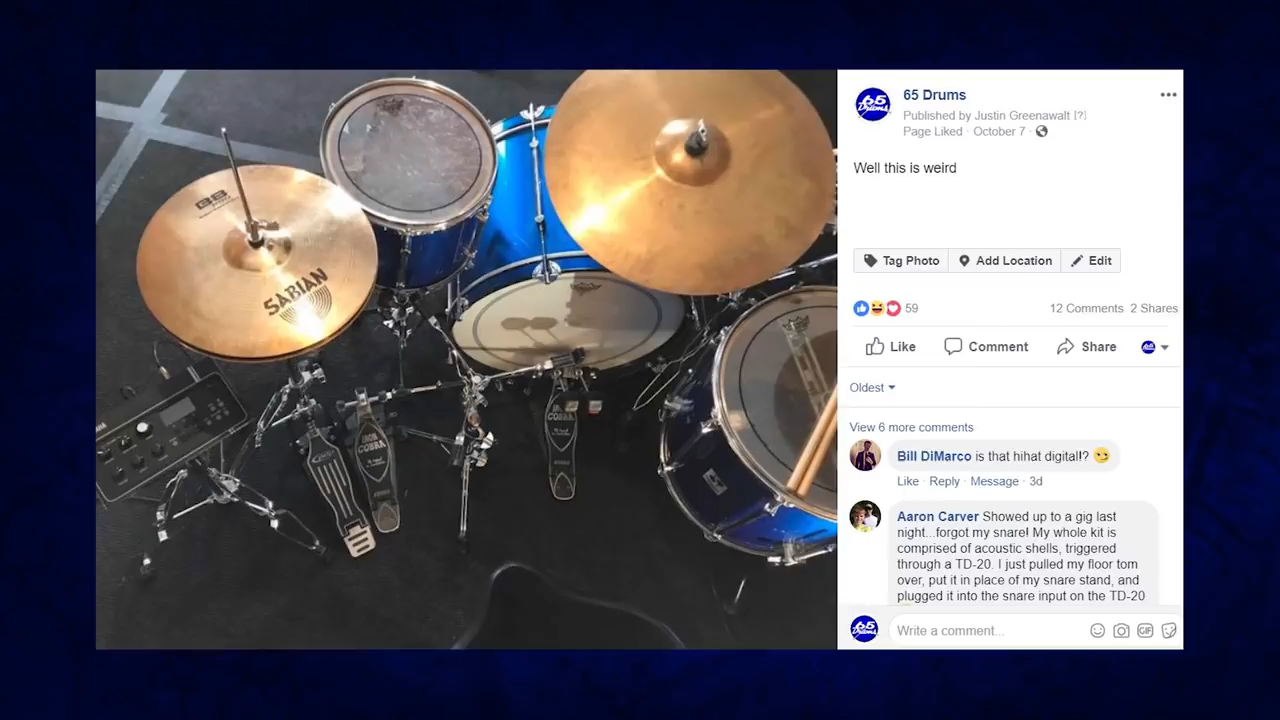 65 Drums
Published by Justin Greenawalt [?]
Page Liked · October 7 ·
Well this is weird
Tag Photo
Add Location
Edit
59
12 Comments 2 Shares
Like
Comment
Share
Oldest
View 6 more comments
Bill DiMarco is that hihat digital!?
Like · Reply · Message · 3d
Aaron Carver Showed up to a gig last
night...forgot my snare! My whole kit is
comprised of acoustic shells, triggered
through a TD-20. I just pulled my floor tom
over, put it in place of my snare stand, and
plugged it into the snare input on the TD-20
Write a comment...
GIF
65
Drums
B8
SABIAN
IRON
COBRA
COBRA